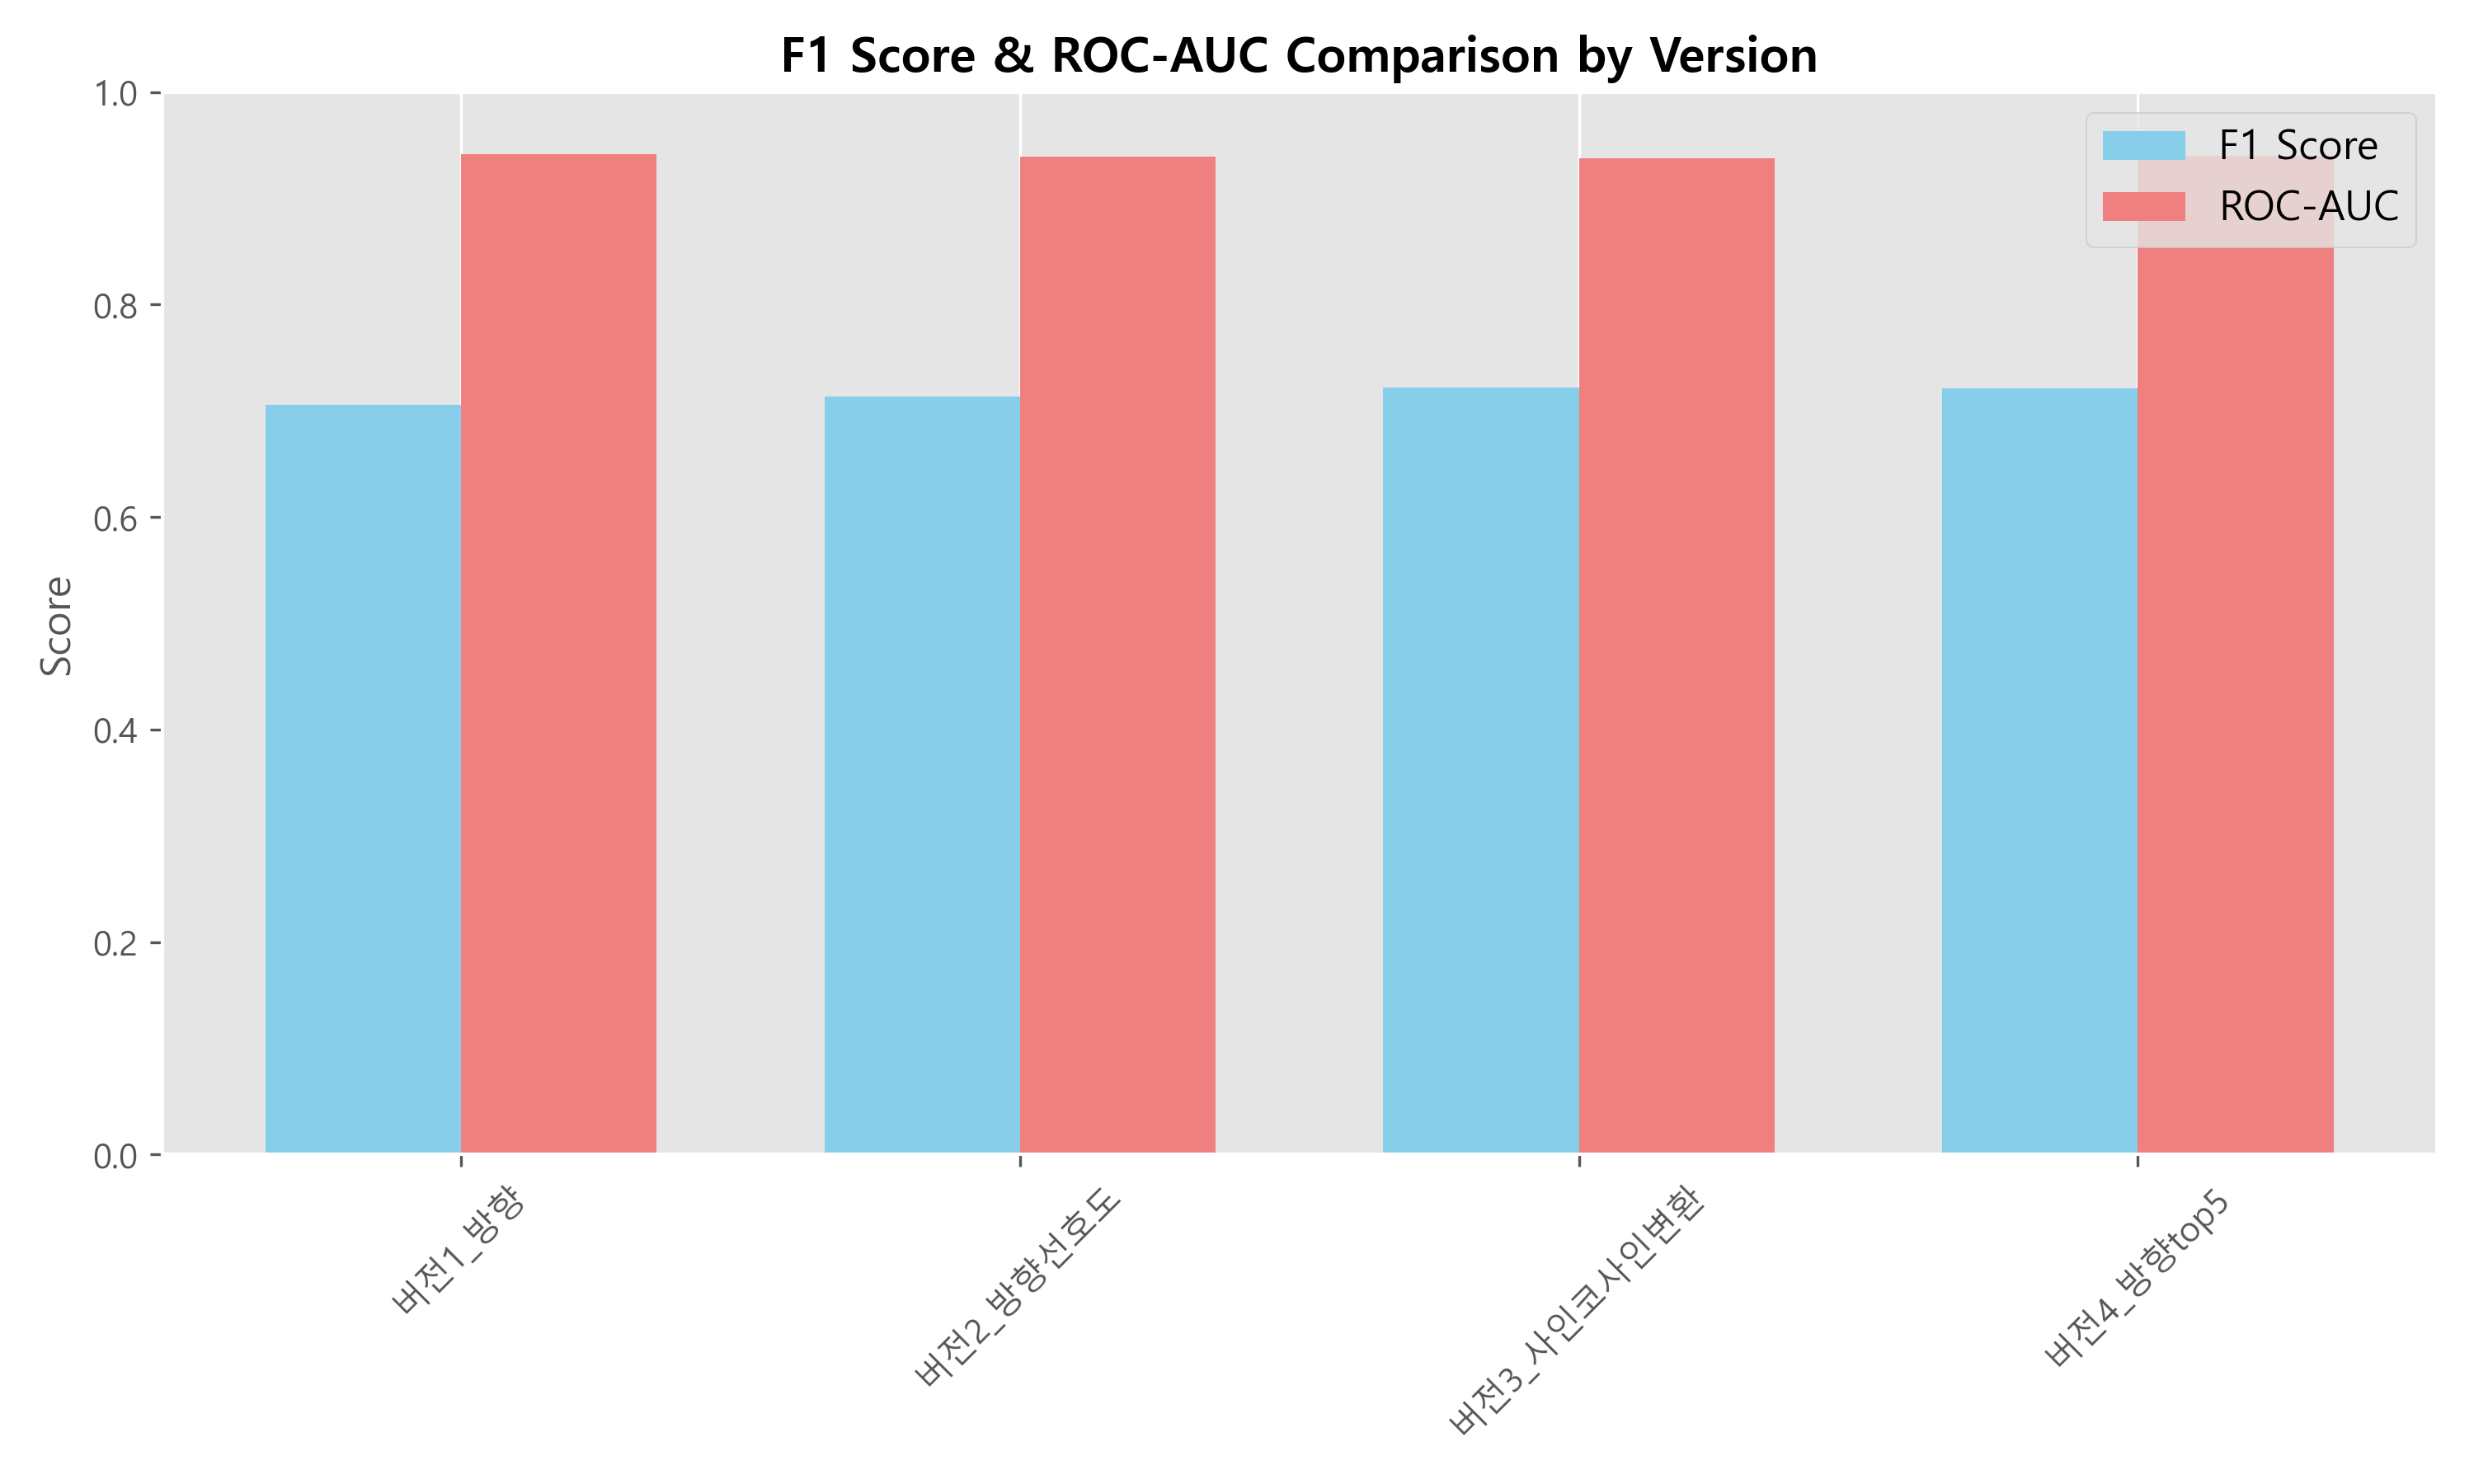 F1 Score & ROC-AUC Comparison by Version
F1 Score
ROC-AUC
Score
1.0
0.8
0.6
0.4
0.2
0.0
버전1_방향
버전2_방향선호도
버전3_사인코사인변환
버전4_방향top5